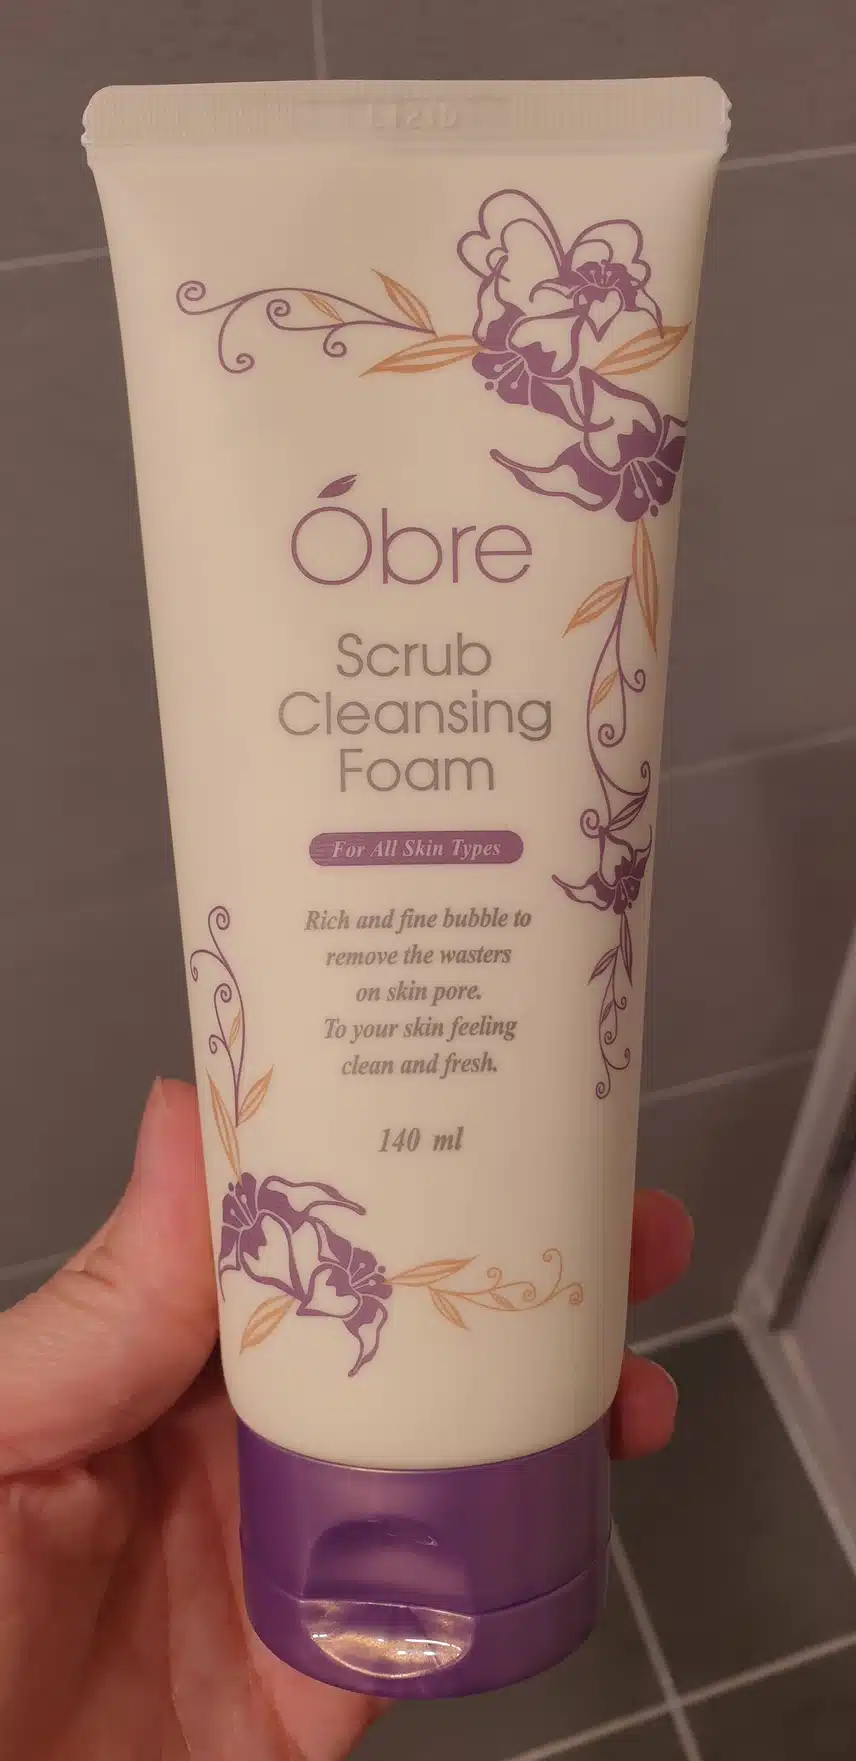 Óbre
Scrub
Cleansing
Foam
For All Skin Types
Rich and fine bubble to
remove the wasters
on skin pore.
To your skin feeling
clean and fresh.
140 ml